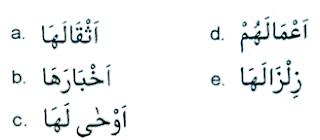 a. اَثْقَالَهَا
b. اَخْبَارَهَا
c. اَوْحٰى لَهَا
d. اَعْمَالَهُمْ
e. زِلْزَالَهَا